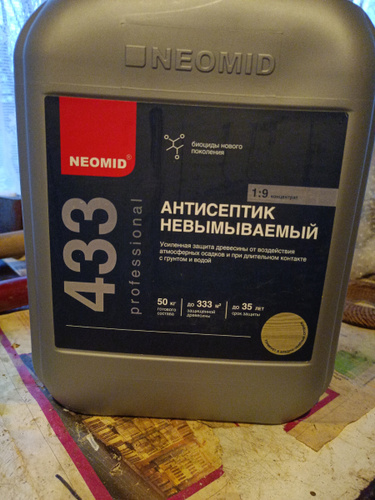 NEOMID
NEOMID®
биоциды нового
поколения
1:9 концентрат
АНТИСЕПТИК
НЕВЫМЫВАЕМЫЙ
Усиленная защита древесины от воздействия
атмосферных осадков и при длительном контакте
с грунтом и водой
433
professional
50 кг
готового
состава
до 333 м²
защищенной
древесины
до 35 лет
срок защиты